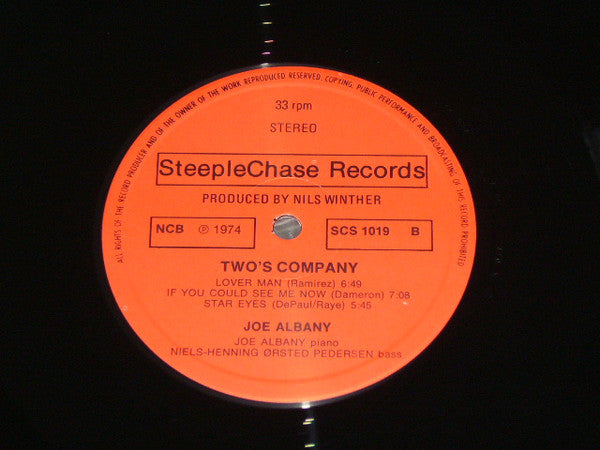 ALL RIGHTS OF THE RECORD PRODUCER AND OF THE OWNER OF THE WORK REPRODUCED RESERVED. COPYING, PUBLIC PERFORMANCE AND BROADCASTING OF THIS RECORD PROHIBITED
33 rpm
STEREO
SteepleChase Records
PRODUCED BY NILS WINTHER
NCB ℗ 1974 SCS 1019 B
TWO'S COMPANY
LOVER MAN (Ramirez) 6:49
IF YOU COULD SEE ME NOW (Dameron) 7:08
STAR EYES (DePaul/Raye) 5:45
JOE ALBANY
JOE ALBANY piano
NIELS-HENNING ØRSTED PEDERSEN bass